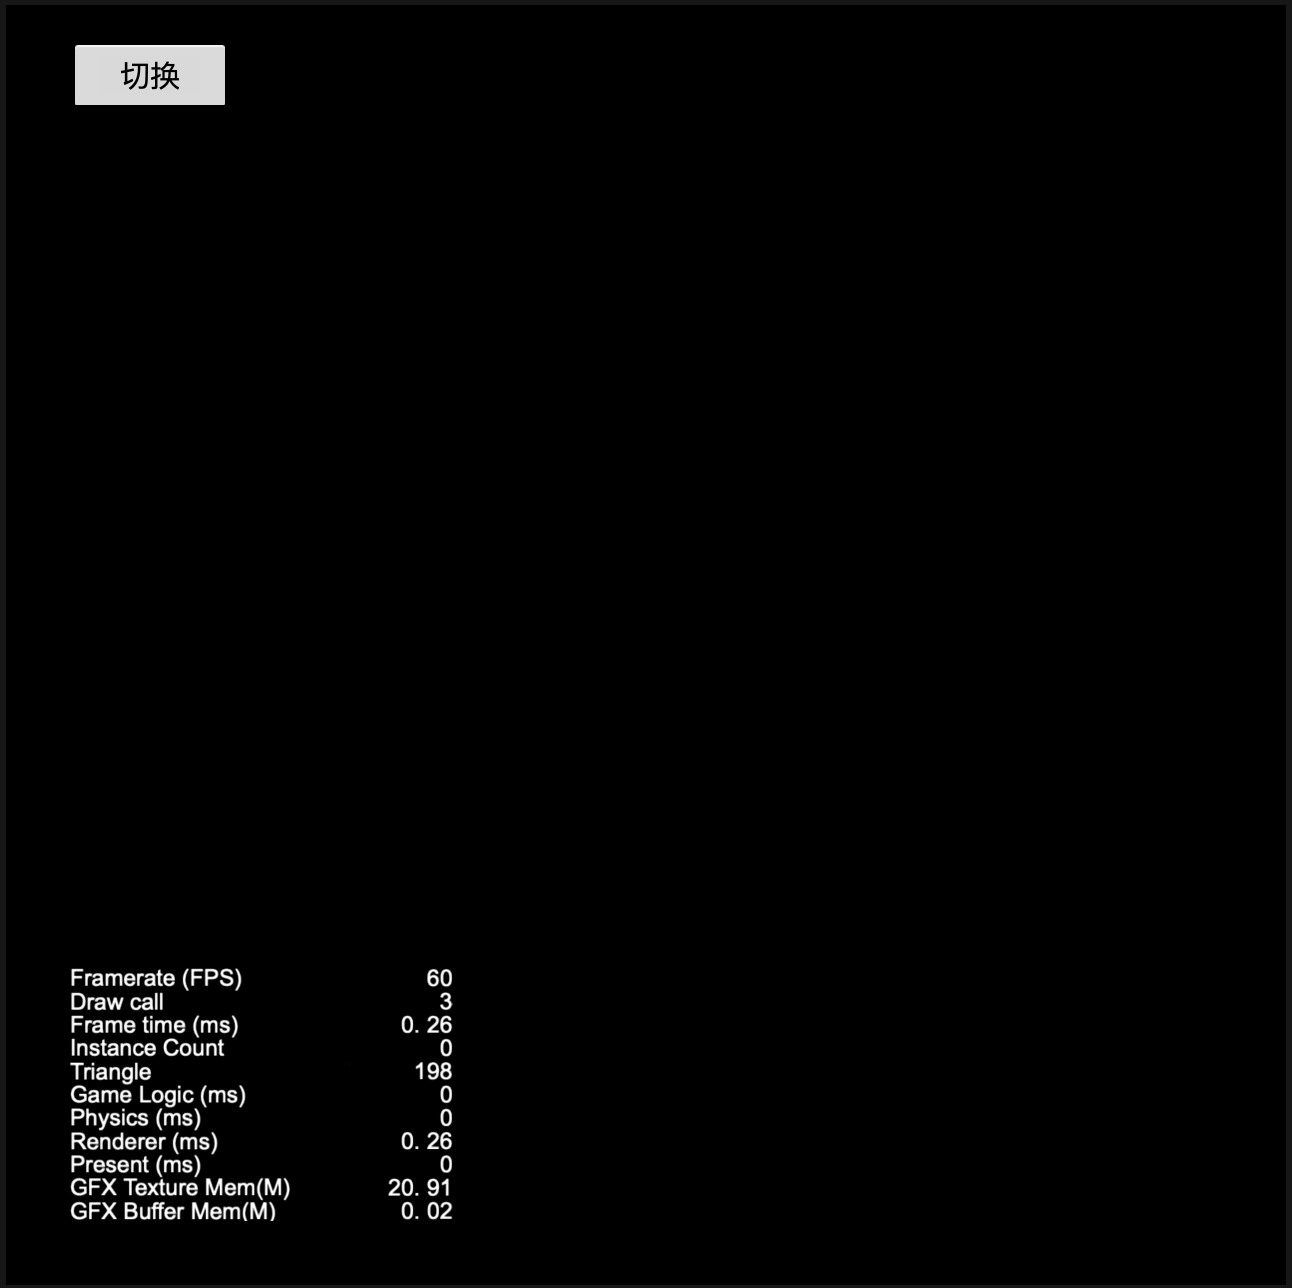 切换
Framerate (FPS) 60
Draw call 3
Frame time (ms) 0. 26
Instance Count 0
Triangle 198
Game Logic (ms) 0
Physics (ms) 0
Renderer (ms) 0. 26
Present (ms) 0
GFX Texture Mem(M) 20. 91
GFX Buffer Mem(M) 0. 02